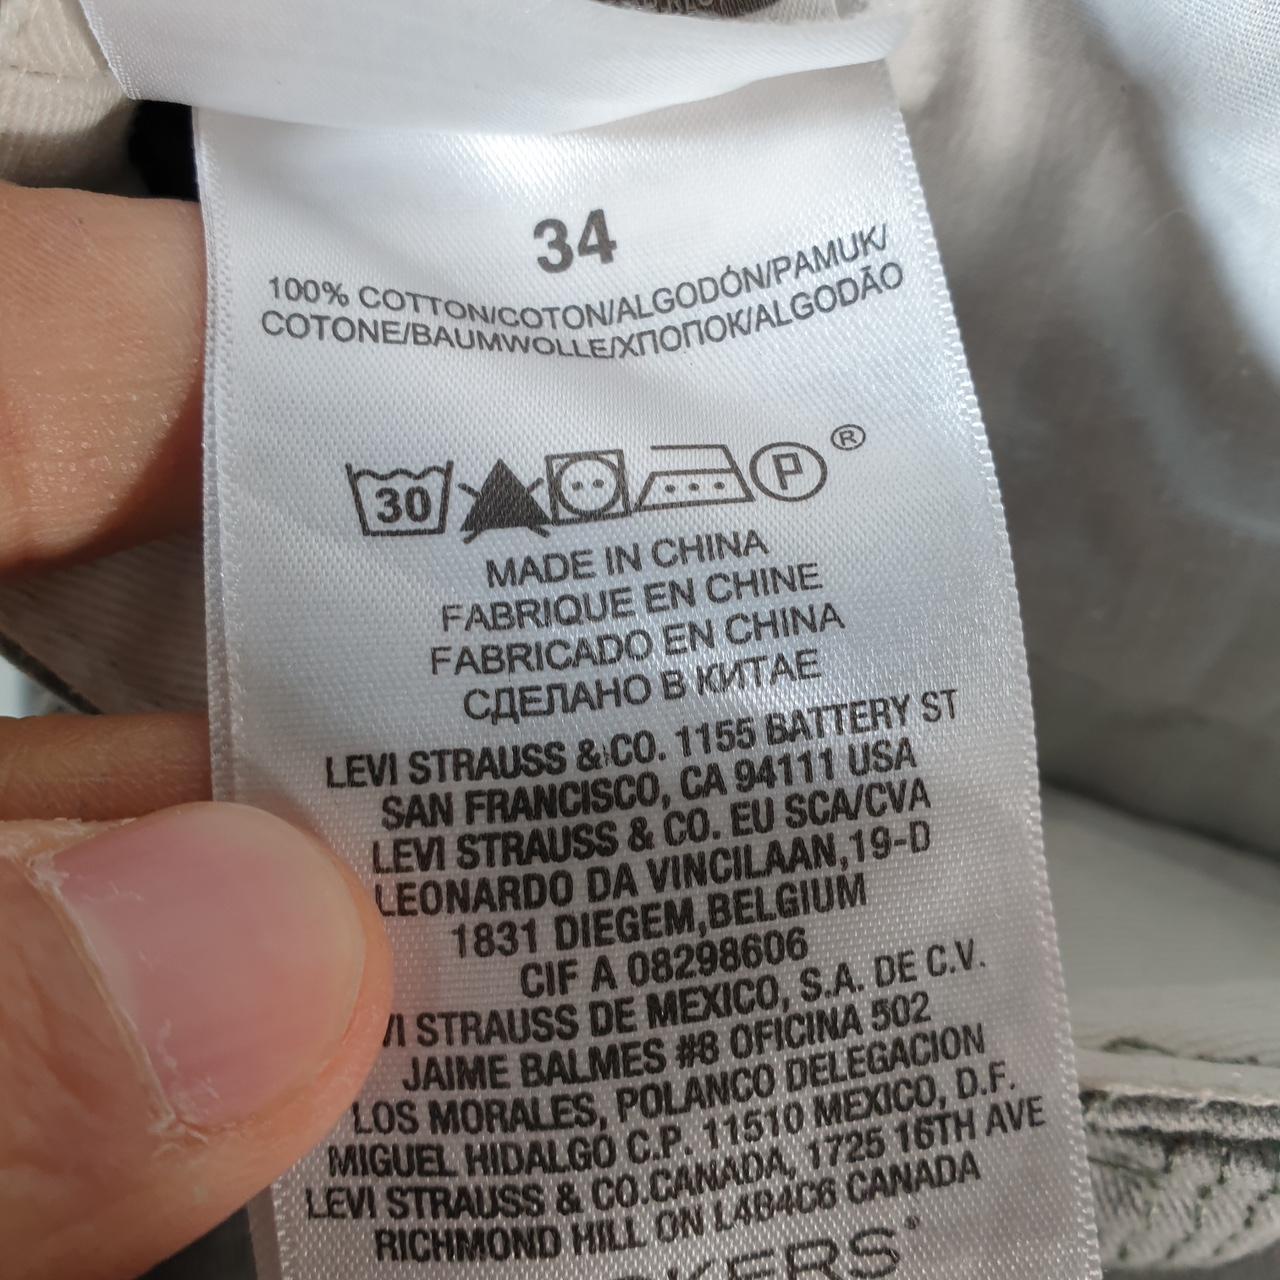 34
100% COTTON/COTON/ALGODÓN/PAMUK/
COTONE/BAUMWOLLE/ХПОПОК/ALGODÃO
30 P ®
MADE IN CHINA
FABRIQUE EN CHINE
FABRICADO EN CHINA
СДЕЛАНО В КИТАЕ
LEVI STRAUSS & CO. 1155 BATTERY ST
SAN FRANCISCO, CA 94111 USA
LEVI STRAUSS & CO. EU SCA/CVA
LEONARDO DA VINCILAAN,19-D
1831 DIEGEM,BELGIUM
CIF A 08298606
VI STRAUSS DE MEXICO, S.A. DE C.V.
JAIME BALMES #8 OFICINA 502
LOS MORALES, POLANCO DELEGACION
MIGUEL HIDALGO C.P. 11510 MEXICO, D.F.
LEVI STRAUSS & CO.CANADA, 1725 16TH AVE
RICHMOND HILL ON L4B4C6 CANADA
KERS